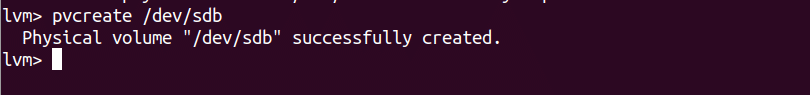 lvm> pvcreate /dev/sdb
Physical volume "/dev/sdb" successfully created.
lvm>